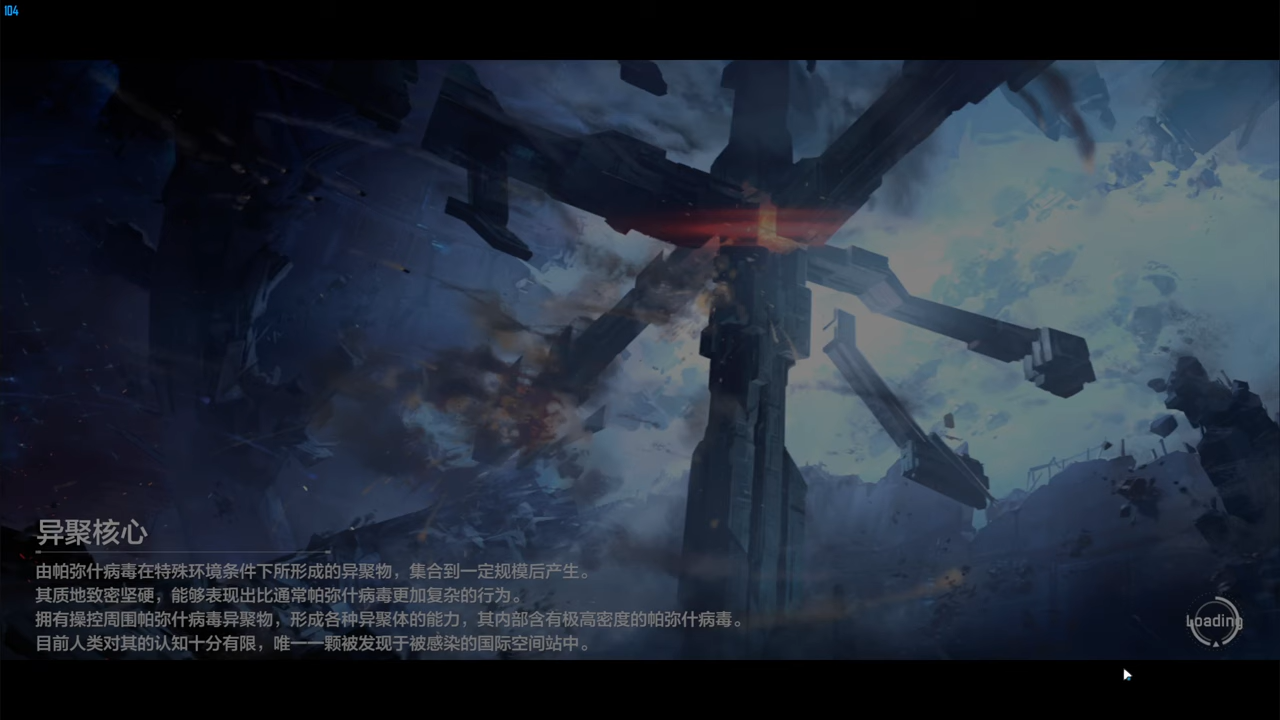 104
异聚核心
由帕弥什病毒在特殊环境条件下所形成的异聚物，集合到一定规模后产生。
其质地致密坚硬，能够表现出比通常帕弥什病毒更加复杂的行为。
拥有操控周围帕弥什病毒异聚物，形成各种异聚体的能力，其内部含有极高密度的帕弥什病毒。
目前人类对其的认知十分有限，唯一一颗被发现于被感染的国际空间站中。
Loading